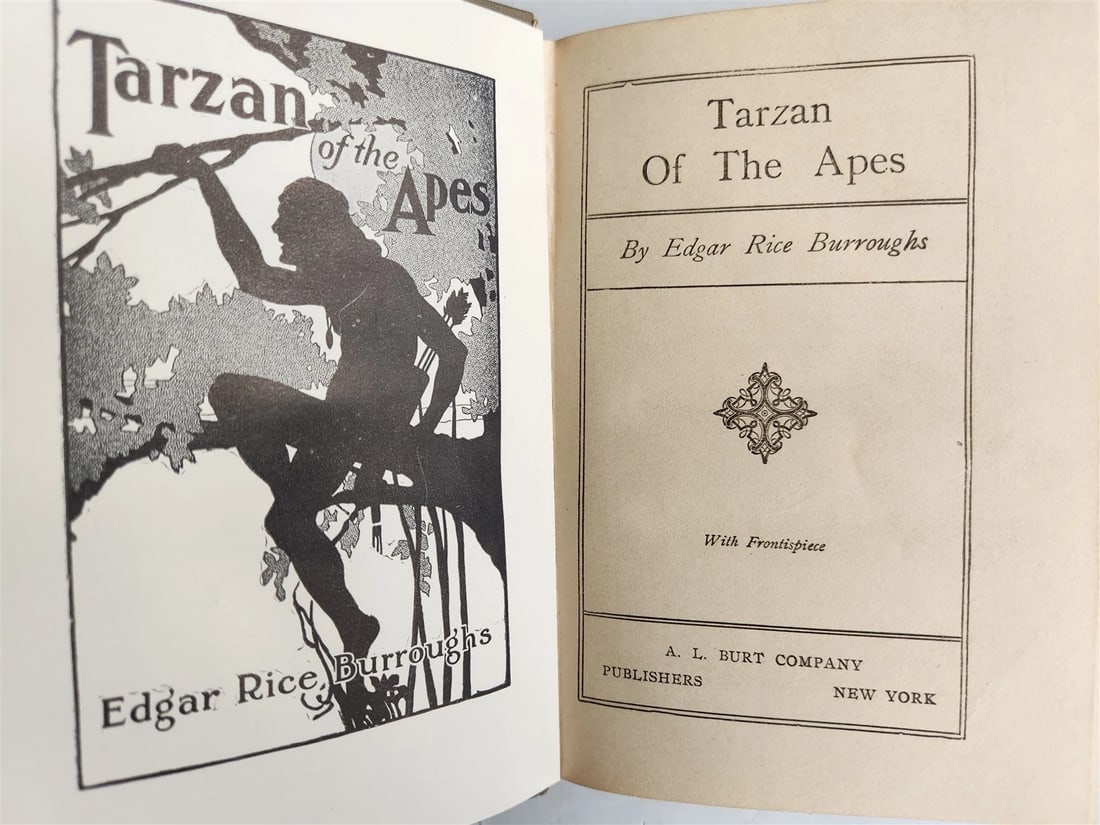 Tarzan
of the
Apes
Edgar Rice Burroughs
Tarzan
Of The Apes
By Edgar Rice Burroughs
With Frontispiece
A. L. BURT COMPANY
PUBLISHERS NEW YORK